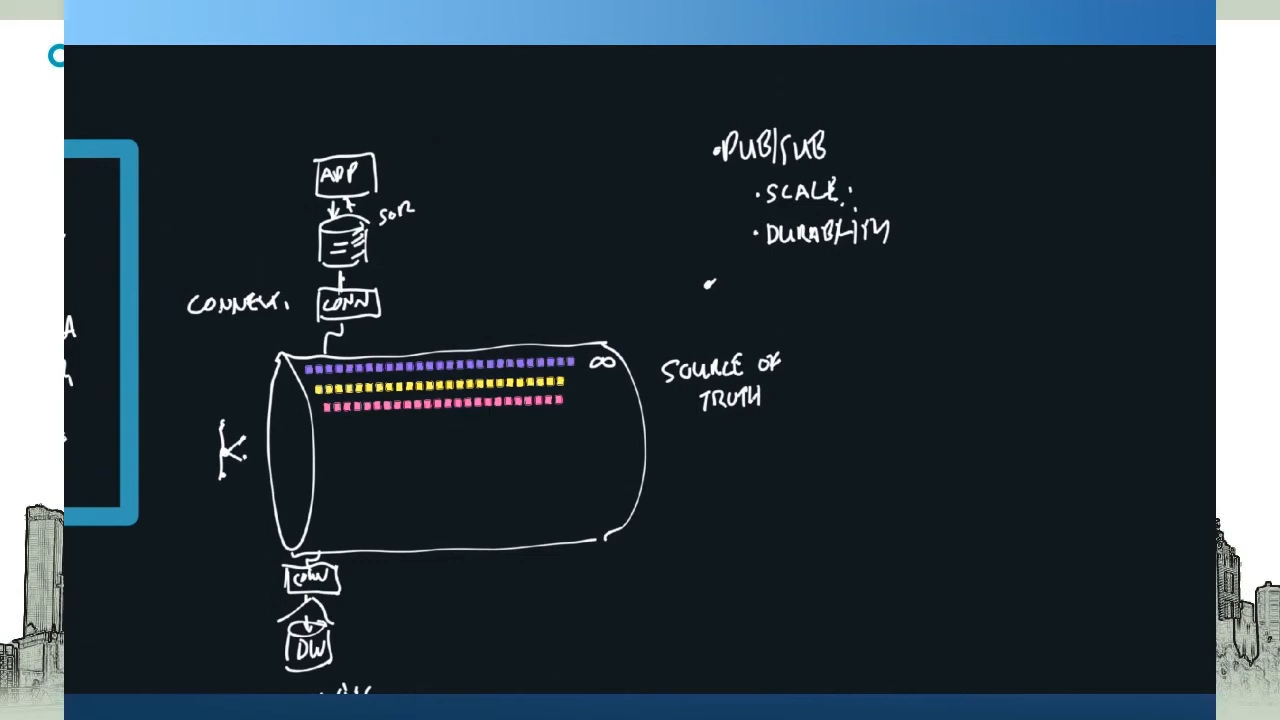 • PUB/SUB
• SCALE
• DURABILITY
•
APP
SOR
CONNECT.
CONN
∞
SOURCE OF
TRUTH
K
CONN
DW
A